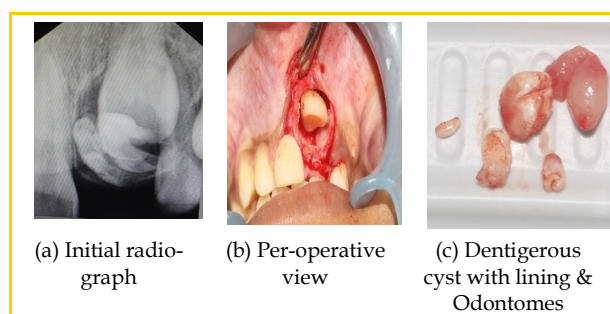 (a) Initial radio-
graph
(b) Per-operative
view
(c) Dentigerous
cyst with lining &
Odontomes